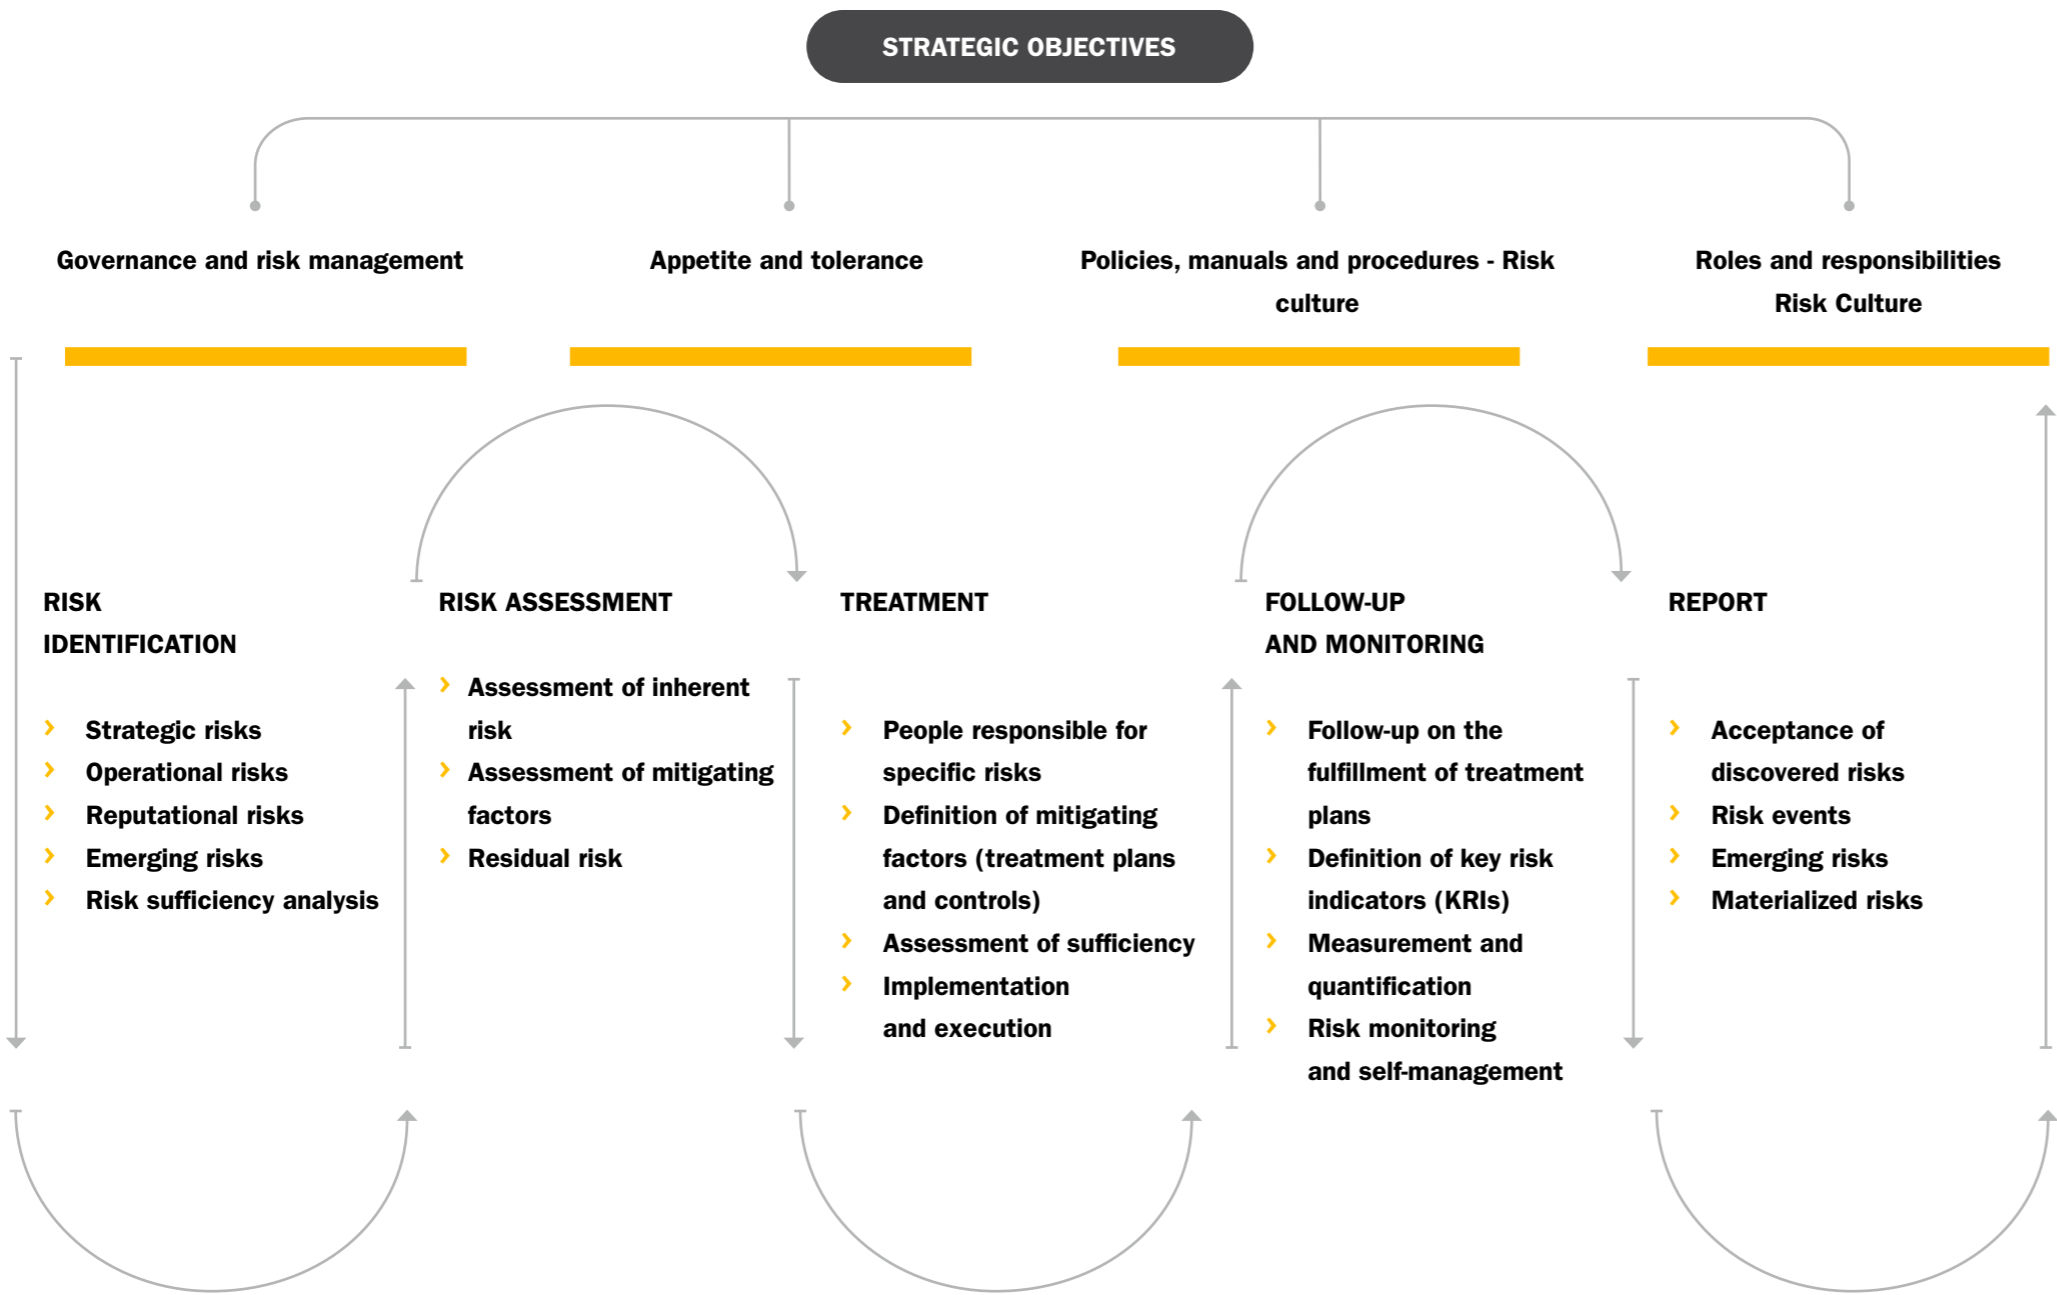 STRATEGIC OBJECTIVES
Governance and risk management
Appetite and tolerance
Policies, manuals and procedures - Risk
culture
Roles and responsibilities
Risk Culture
RISK
IDENTIFICATION
Strategic risks
Operational risks
Reputational risks
Emerging risks
Risk sufficiency analysis
RISK ASSESSMENT
Assessment of inherent
risk
Assessment of mitigating
factors
Residual risk
TREATMENT
People responsible for
specific risks
Definition of mitigating
factors (treatment plans
and controls)
Assessment of sufficiency
Implementation
and execution
FOLLOW-UP
AND MONITORING
Follow-up on the
fulfillment of treatment
plans
Definition of key risk
indicators (KRIs)
Measurement and
quantification
Risk monitoring
and self-management
REPORT
Acceptance of
discovered risks
Risk events
Emerging risks
Materialized risks